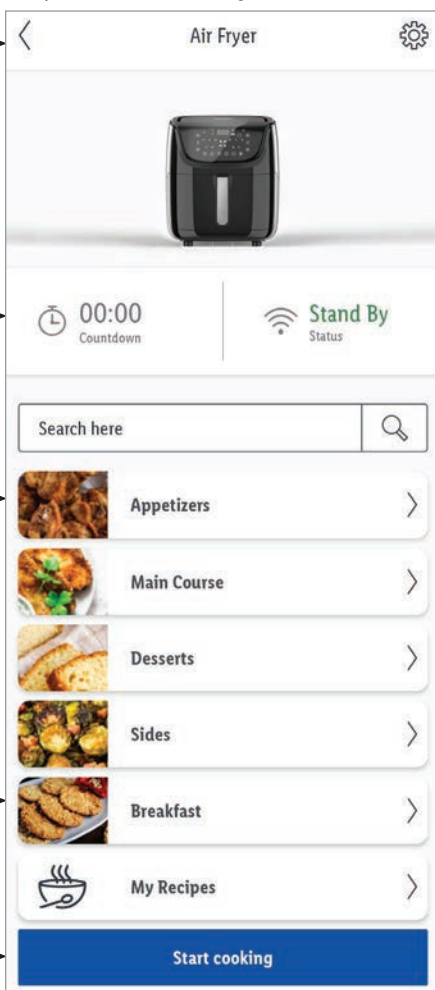 Air Fryer
00:00
Countdown
Stand By
Status
Search here
Appetizers
Main Course
Desserts
Sides
Breakfast
My Recipes
Start cooking